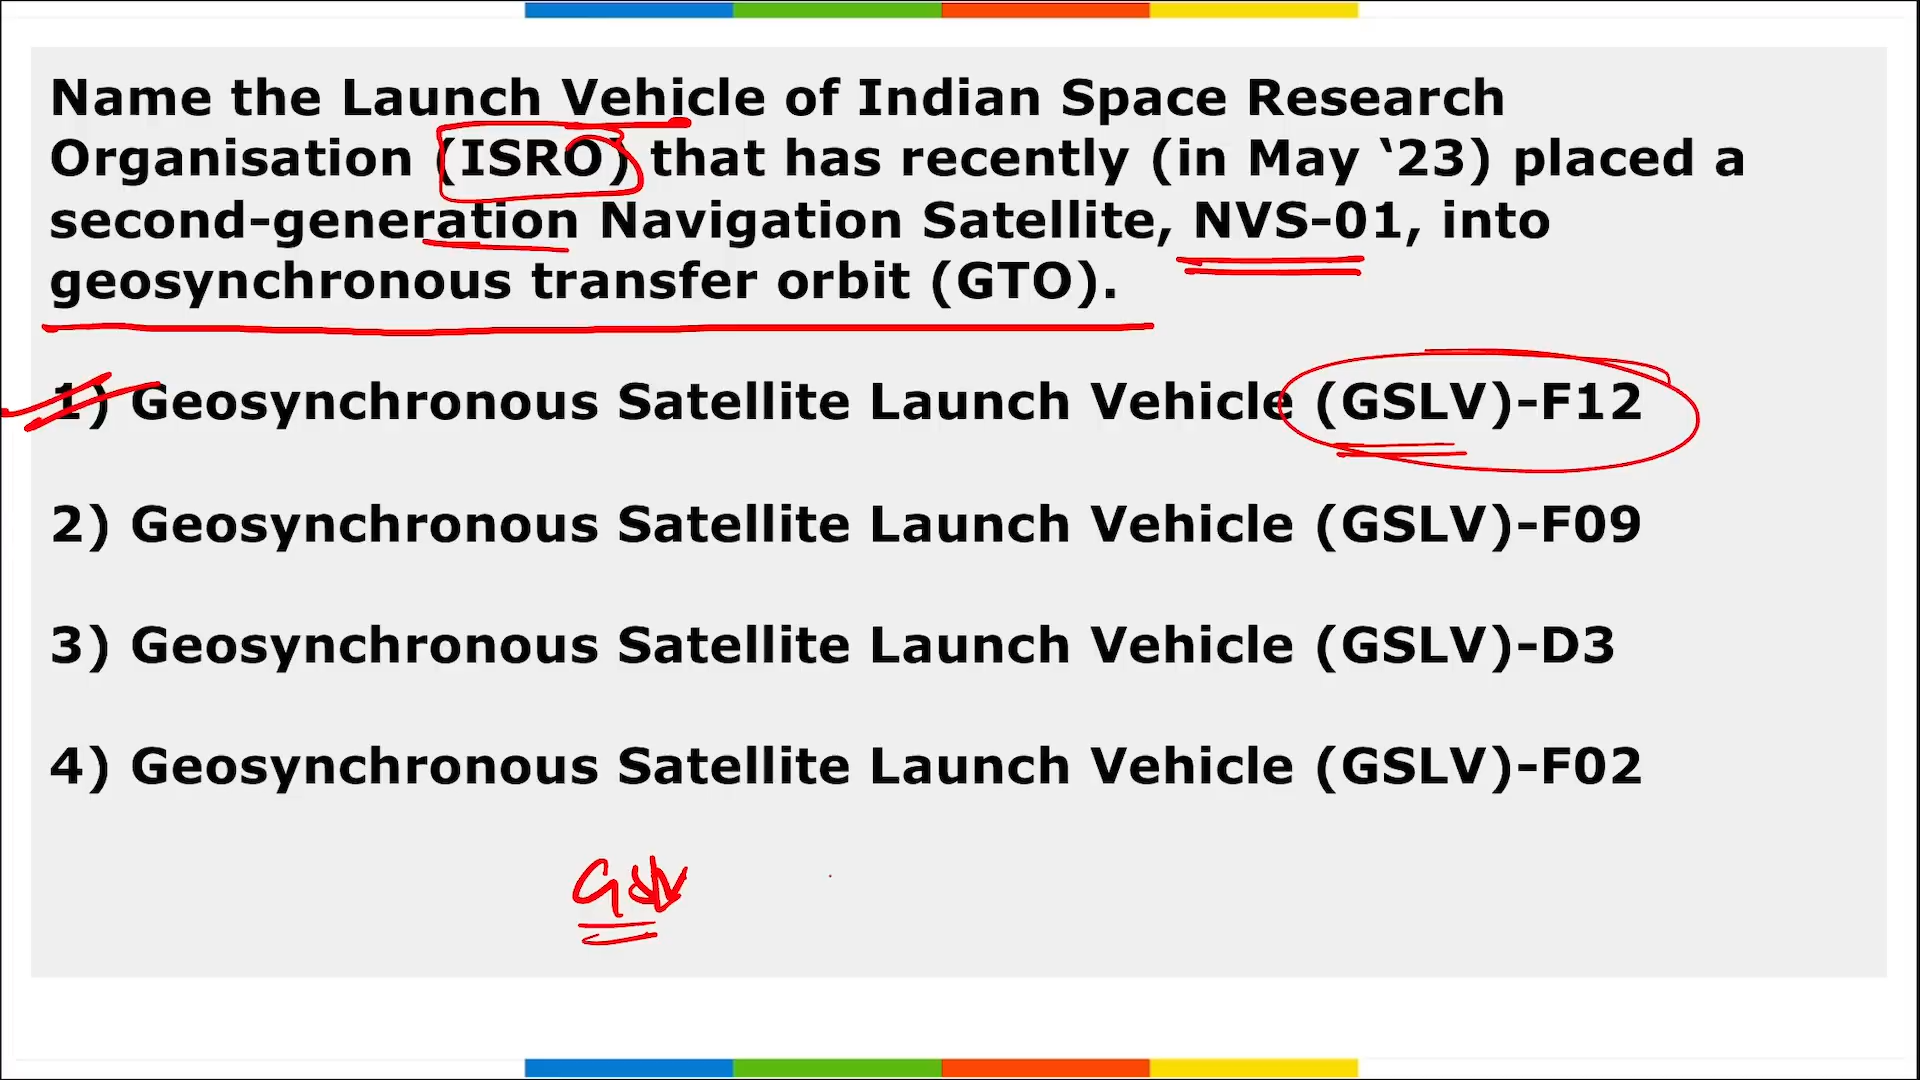 Name the Launch Vehicle of Indian Space Research
Organisation (ISRO) that has recently (in May ‘23) placed a
second-generation Navigation Satellite, NVS-01, into
geosynchronous transfer orbit (GTO).
1) Geosynchronous Satellite Launch Vehicle (GSLV)-F12
2) Geosynchronous Satellite Launch Vehicle (GSLV)-F09
3) Geosynchronous Satellite Launch Vehicle (GSLV)-D3
4) Geosynchronous Satellite Launch Vehicle (GSLV)-F02